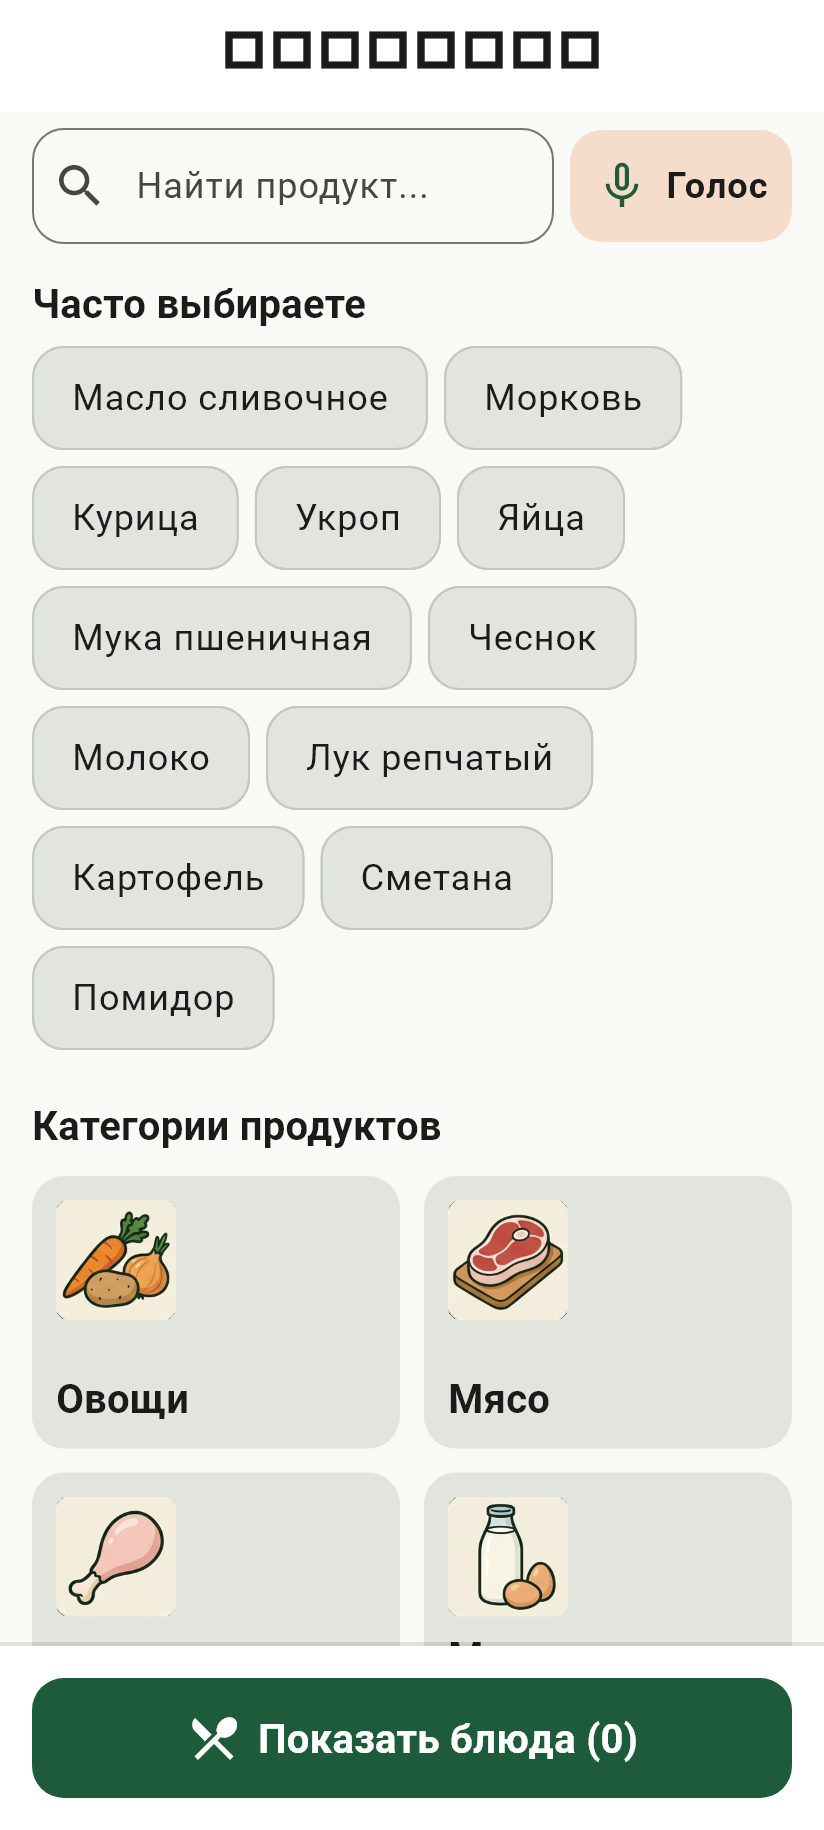 Найти продукт...
Голос
Часто выбираете
Масло сливочное
Морковь
Курица
Укроп
Яйца
Мука пшеничная
Чеснок
Молоко
Лук репчатый
Картофель
Сметана
Помидор
Категории продуктов
Овощи
Мясо
Показать блюда (0)